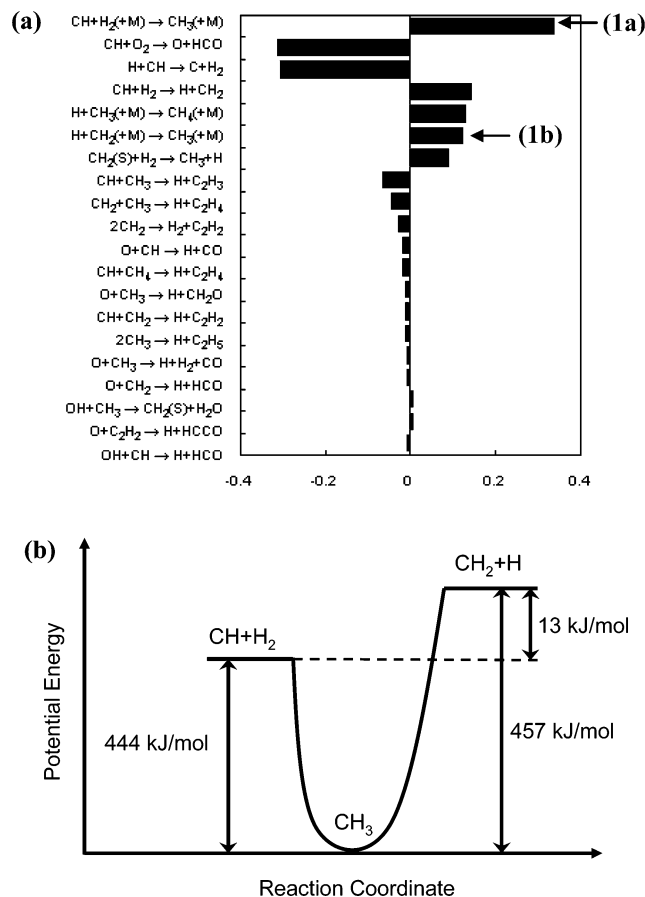 (a)
CH+H₂(+M) → CH₃(+M)
(1a)
CH+O₂ → O+HCO
H+CH → C+H₂
CH+H₂ → H+CH₂
H+CH₃(+M) → CH₄(+M)
H+CH₂(+M) → CH₃(+M)
(1b)
CH₂(S)+H₂ → CH₃+H
CH+CH₃ → H+C₂H₃
CH₂+CH₃ → H+C₂H₄
2CH₂ → H₂+C₂H₂
O+CH → H+CO
CH+CH₄ → H+C₂H₄
O+CH₃ → H+CH₂O
CH+CH₂ → H+C₂H₂
2CH₃ → H+C₂H₅
O+CH₃ → H+H₂+CO
O+CH₂ → H+HCO
OH+CH₃ → CH₂(S)+H₂O
O+C₂H₂ → H+HCCO
OH+CH → H+HCO
-0.4 -0.2 0 0.2 0.4
(b)
CH₂+H
CH+H₂
13 kJ/mol
444 kJ/mol
457 kJ/mol
CH₃
Potential Energy
Reaction Coordinate